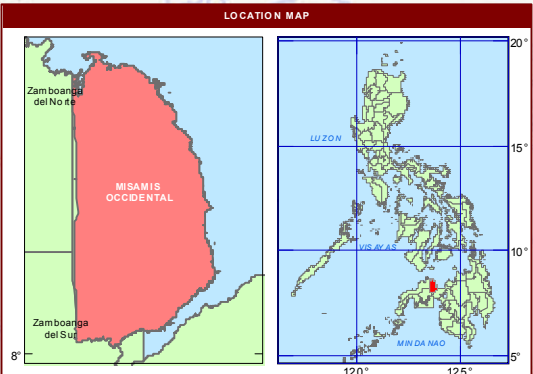 LOCATION MAP
Zamboanga
del Norte
MISAMIS
OCCIDENTAL
Zamboanga
del Sur
8°
20°
LUZON
15°
VISAYAS
10°
MINDANAO
5°
120°
125°